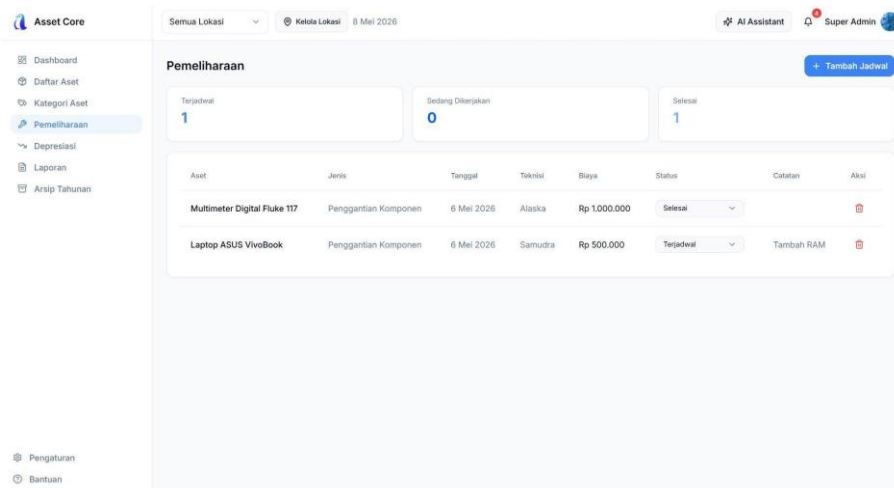 Asset Core
Semua Lokasi
Kelola Lokasi
8 Mei 2026
AI Assistant
4
Super Admin
Dashboard
Daftar Aset
Kategori Aset
Pemeliharaan
Depresiasi
Laporan
Arsip Tahunan
Pengaturan
Bantuan
Pemeliharaan
+ Tambah Jadwal
Terjadwal
1
Sedang Dikerjakan
0
Selesai
1
Aset Jenis Tanggal Teknisi Biaya Status Catatan Aksi
Multimeter Digital Fluke 117 Penggantian Komponen 6 Mei 2026 Alaska Rp 1.000.000 Selesai
Laptop ASUS VivoBook Penggantian Komponen 6 Mei 2026 Samudra Rp 500.000 Terjadwal Tambah RAM